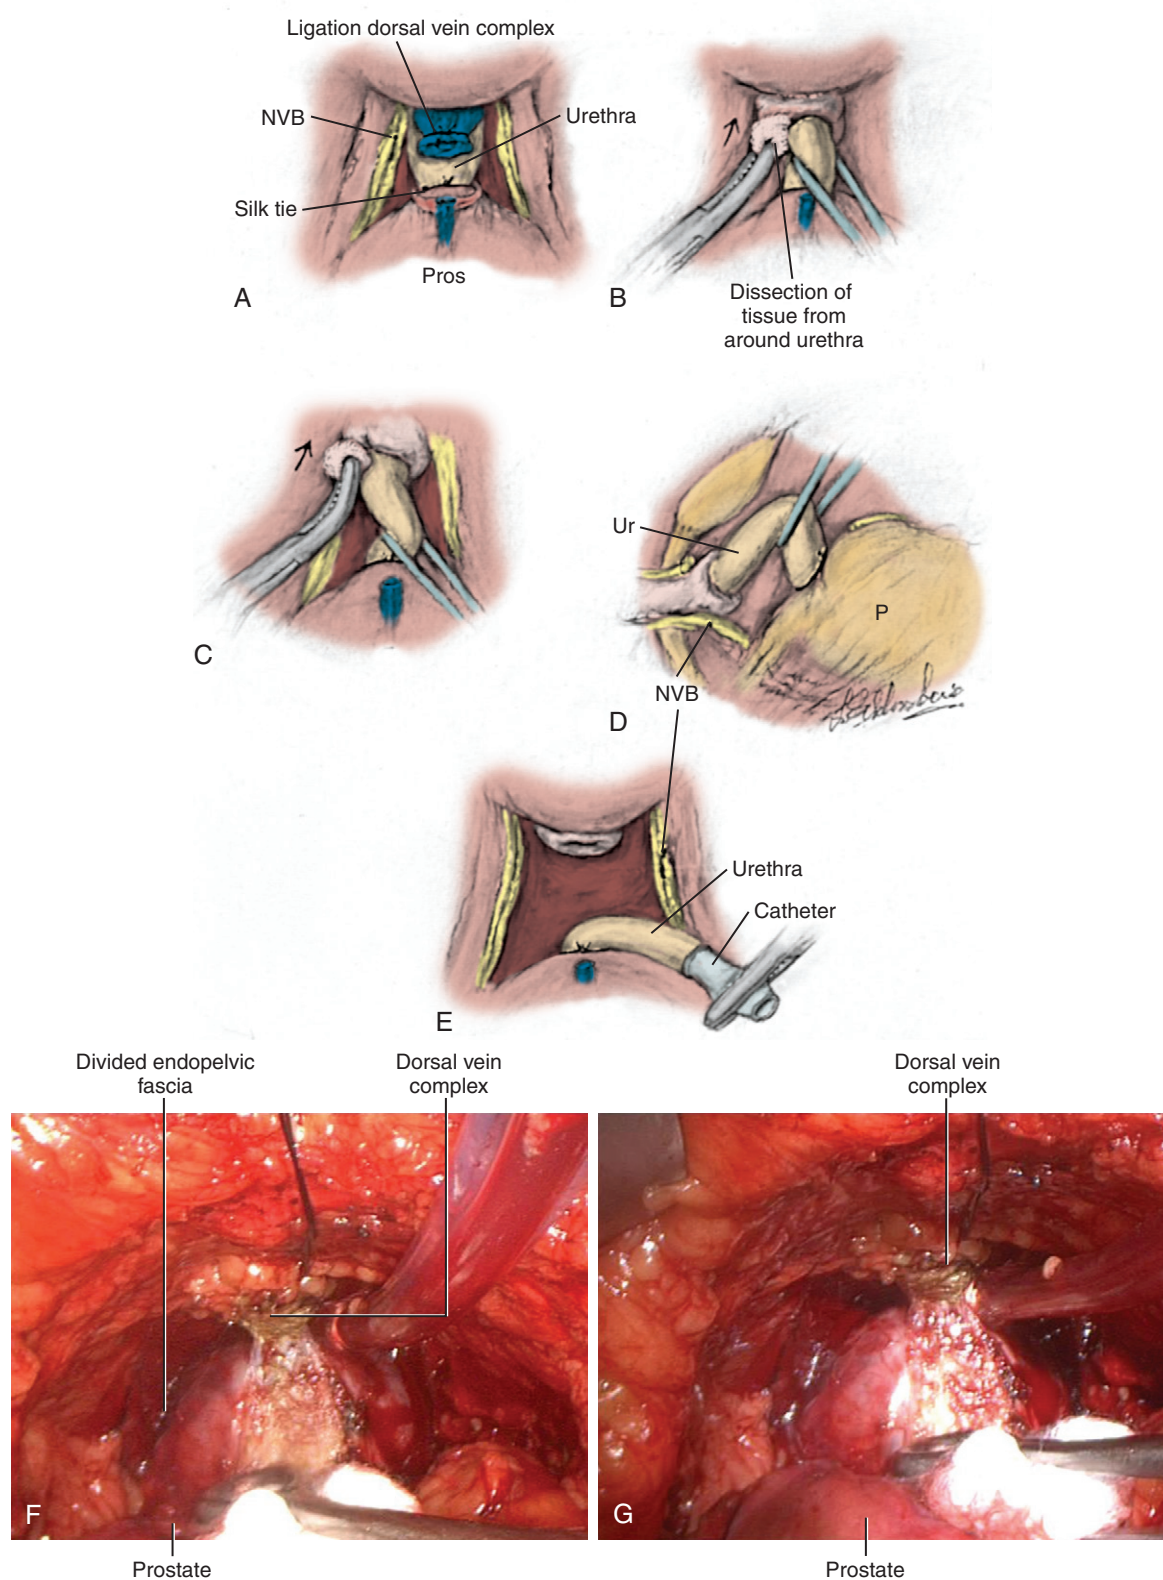 Ligation dorsal vein complex
NVB
Urethra
Silk tie
Pros
A
B
Dissection of
tissue from
around urethra
C
Ur
P
NVB
D
Urethra
Catheter
E
Divided endopelvic
fascia
Dorsal vein
complex
Dorsal vein
complex
F
G
Prostate
Prostate